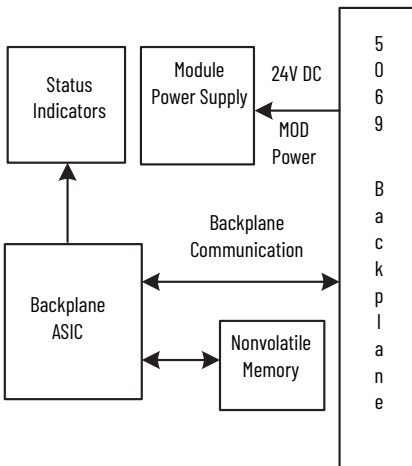 Status
Indicators
Module
Power Supply
24V DC
MOD
Power
5
0
6
9
B
a
c
k
p
l
a
n
e
Backplane
Communication
Backplane
ASIC
Nonvolatile
Memory